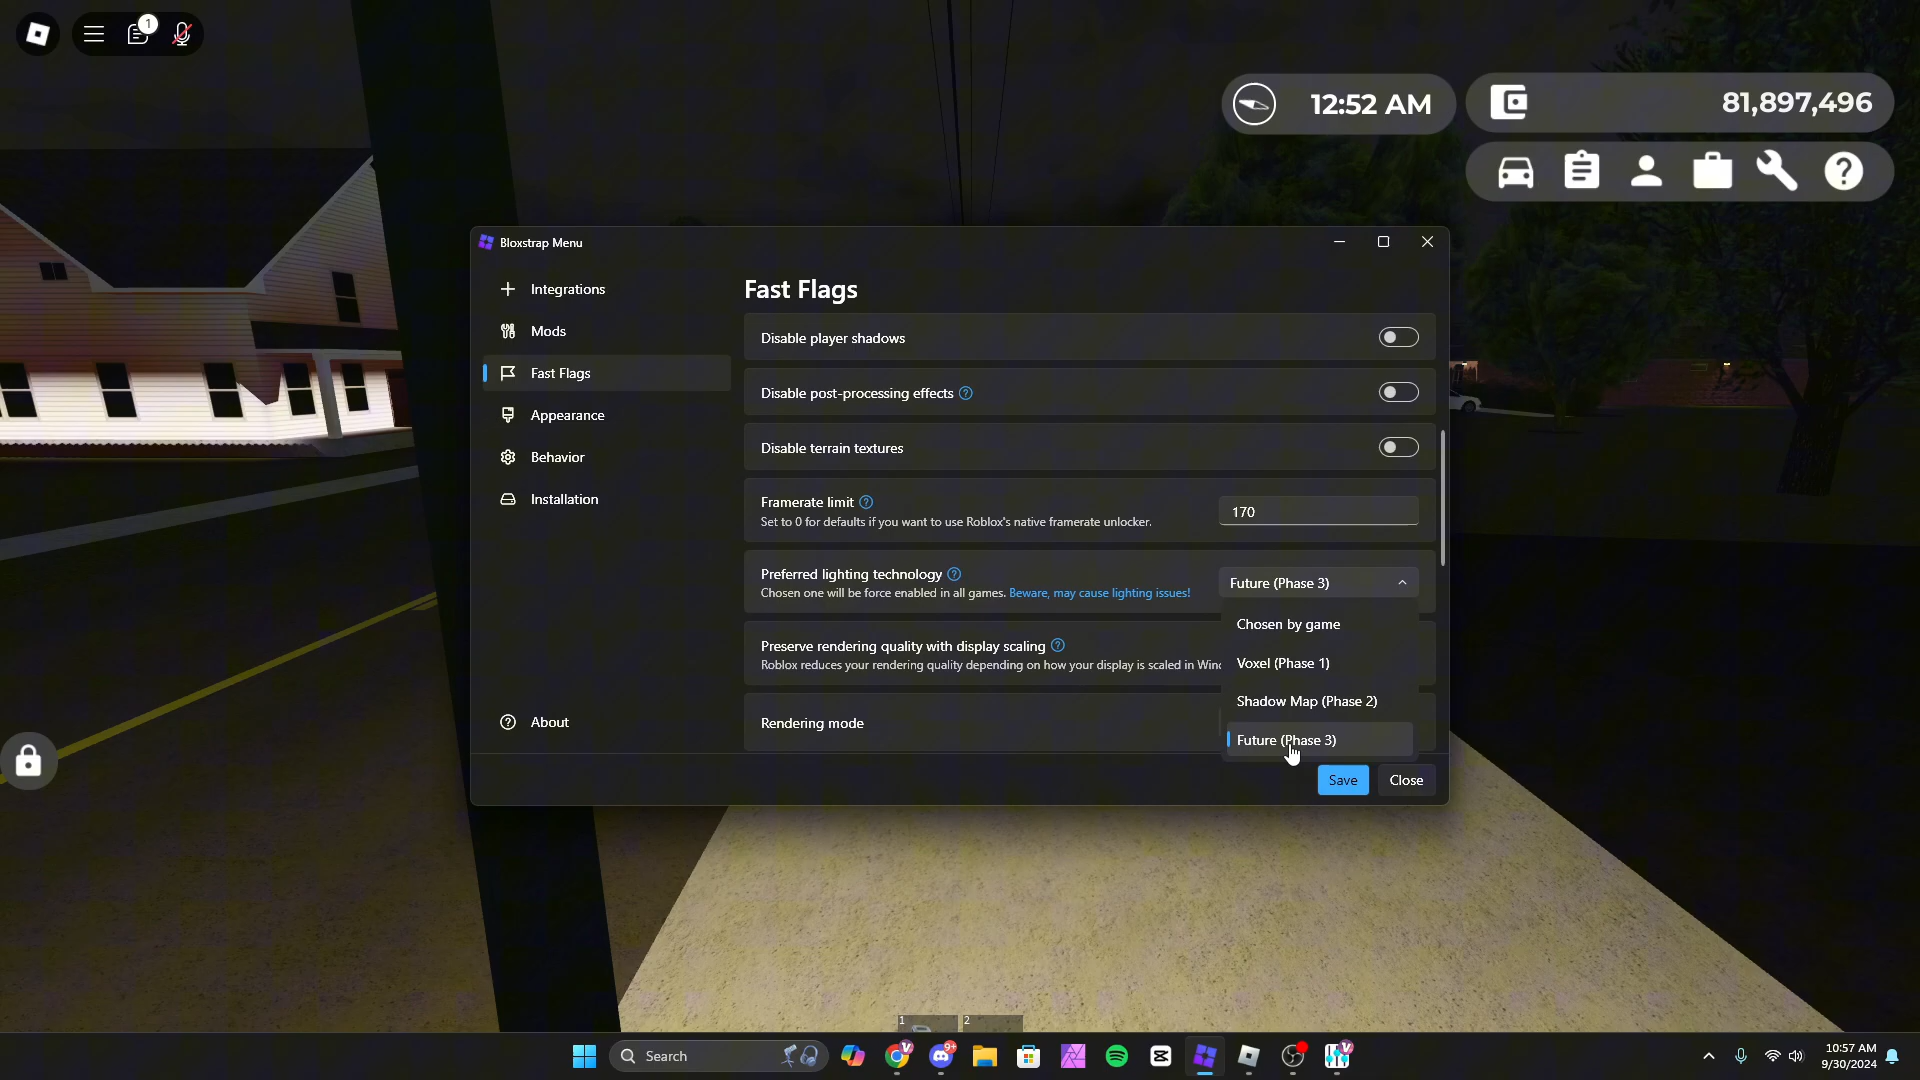 1
12:52 AM
81,897,496
Bloxstrap Menu
Integrations
Mods
Fast Flags
Appearance
Behavior
Installation
About
Fast Flags
Disable player shadows
Disable post-processing effects
Disable terrain textures
Framerate limit
Set to 0 for defaults if you want to use Roblox's native framerate unlocker.
170
Preferred lighting technology
Chosen one will be force enabled in all games. Beware, may cause lighting issues!
Future (Phase 3)
Chosen by game
Voxel (Phase 1)
Shadow Map (Phase 2)
Future (Phase 3)
Preserve rendering quality with display scaling
Roblox reduces your rendering quality depending on how your display is scaled in Winc
Rendering mode
Save
Close
1
2
Search
V
9+
V
10:57 AM
9/30/2024